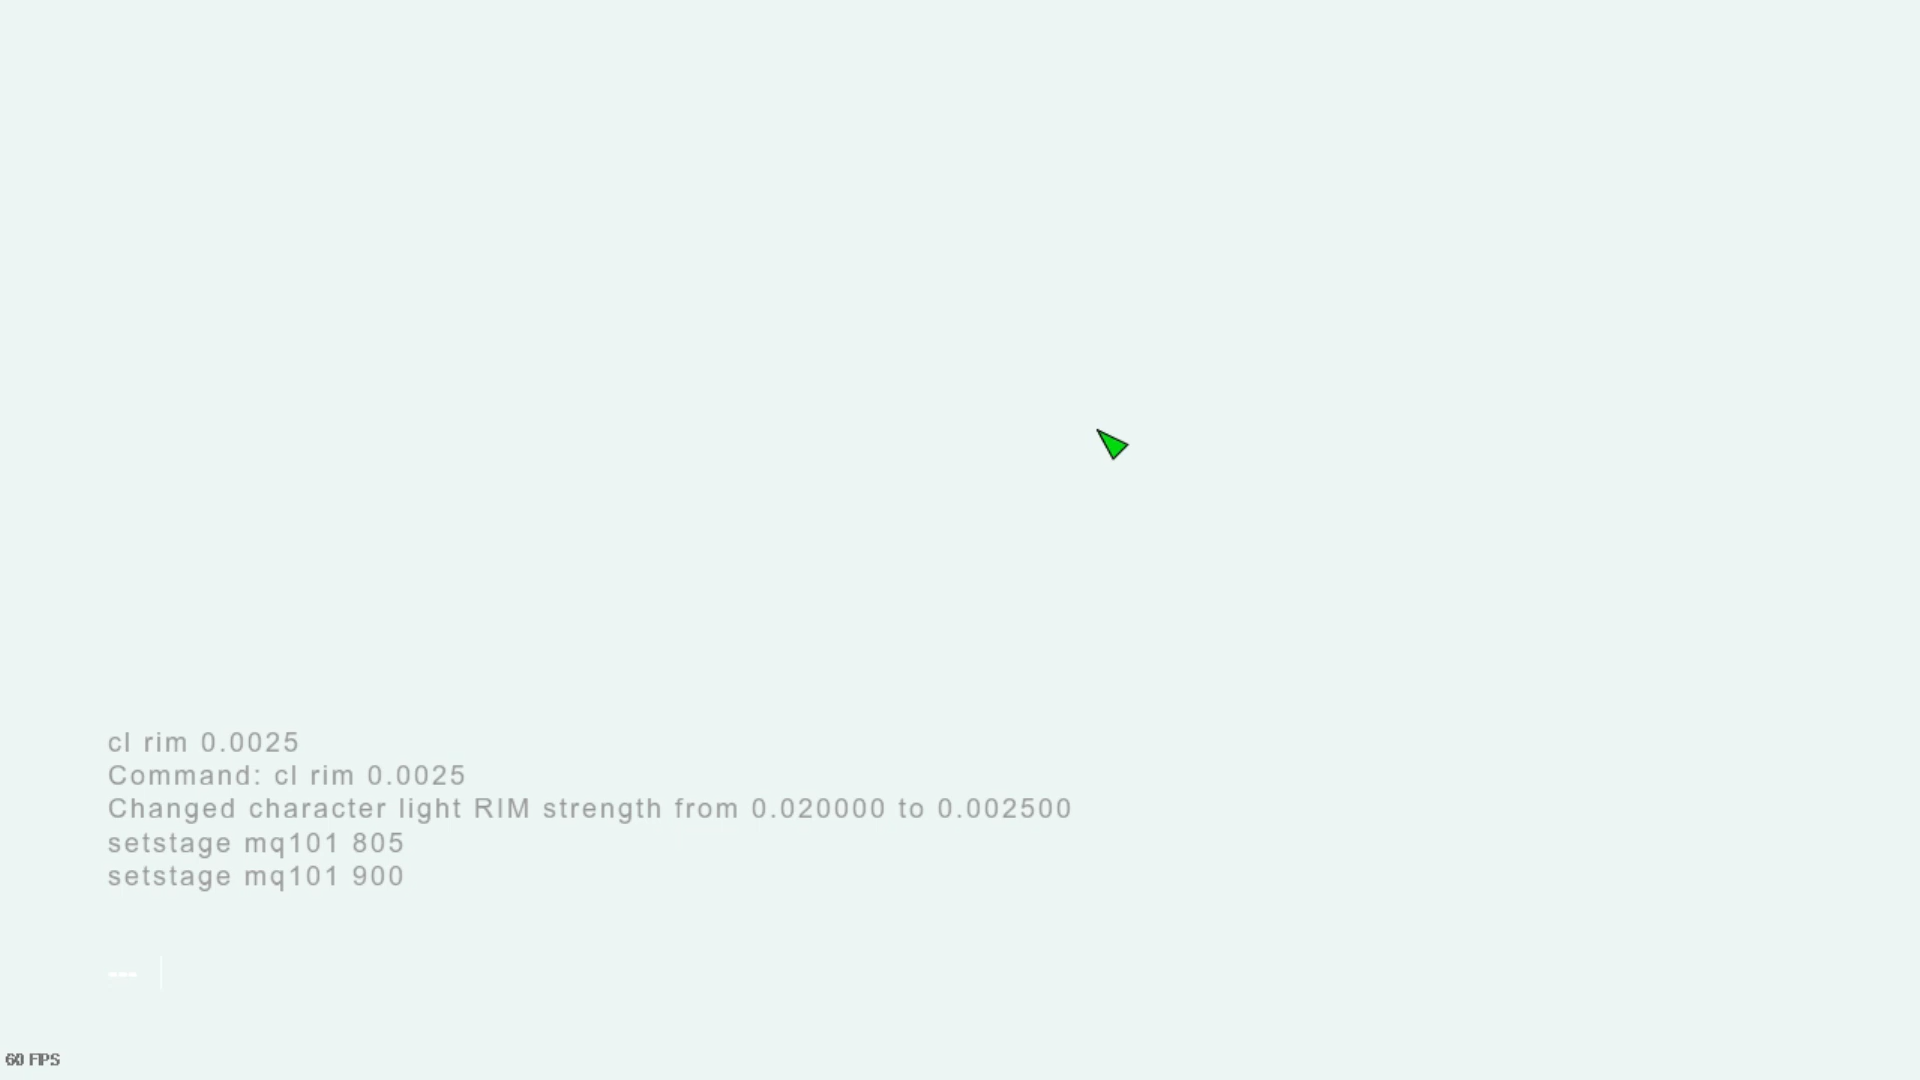 cl rim 0.0025
Command: cl rim 0.0025
Changed character light RIM strength from 0.020000 to 0.002500
setstage mq101 805
setstage mq101 900
---
60 FPS